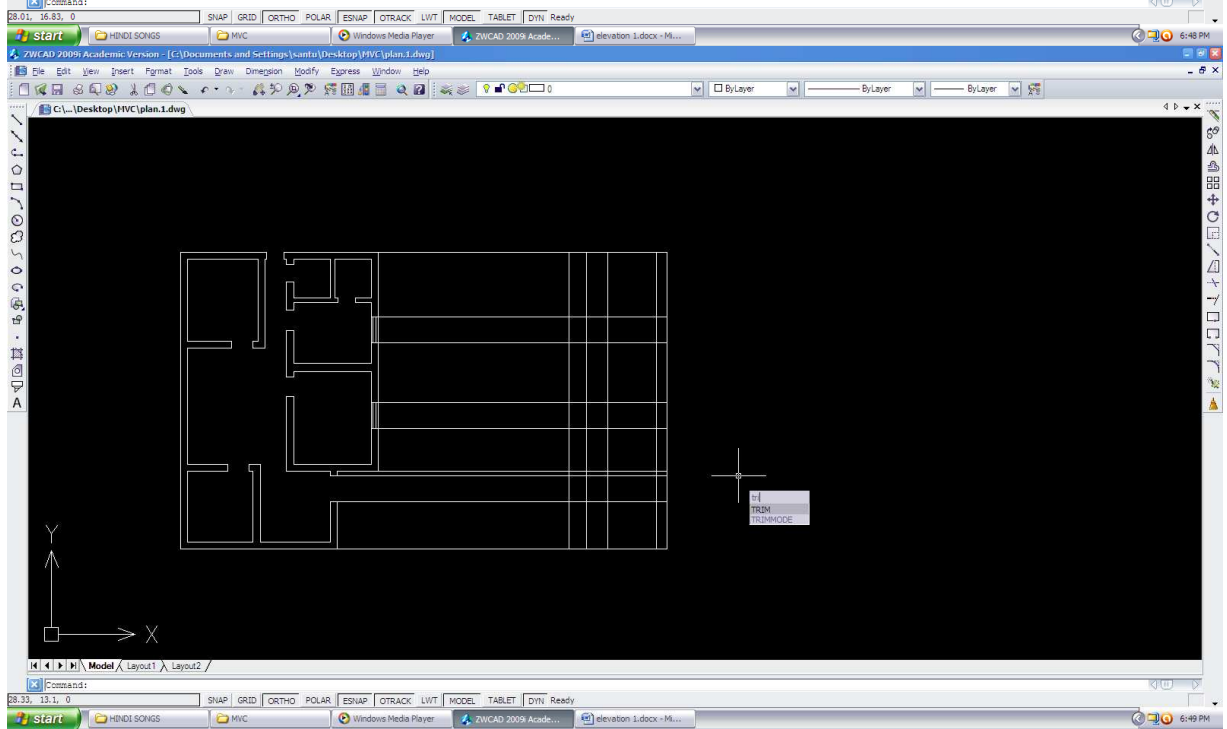 Command:
28.01, 16.83, 0 SNAP GRID ORTHO POLAR ESNAP OTRACK LWT MODEL TABLET DYN Ready
start HINDI SONGS MVC Windows Media Player ZWCAD 2009i Acade... elevation 1.docx - Mi... 6:48 PM
ZWCAD 2009i Academic Version - [C:\Documents and Settings\santu\Desktop\MVC\plan.1.dwg]
File Edit View Insert Format Tools Draw Dimension Modify Express Window Help
0 ByLayer ByLayer ByLayer
C:\...\Desktop\MVC\plan.1.dwg
A
tri
TRIM
TRIMMODE
Y
X
Model Layout1 Layout2
Command:
28.33, 13.1, 0 SNAP GRID ORTHO POLAR ESNAP OTRACK LWT MODEL TABLET DYN Ready
start HINDI SONGS MVC Windows Media Player ZWCAD 2009i Acade... elevation 1.docx - Mi... 6:49 PM